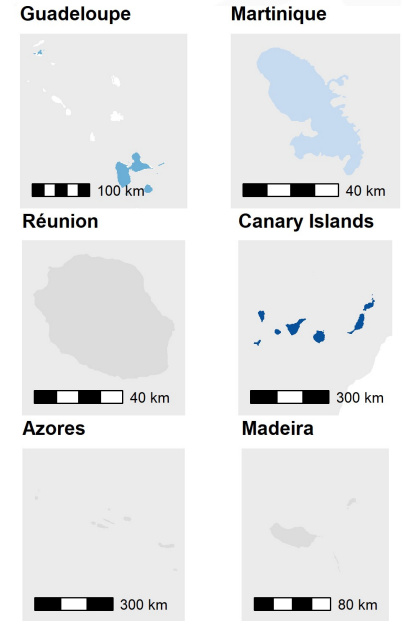 Guadeloupe
Martinique
100 km
40 km
Réunion
Canary Islands
40 km
300 km
Azores
Madeira
300 km
80 km